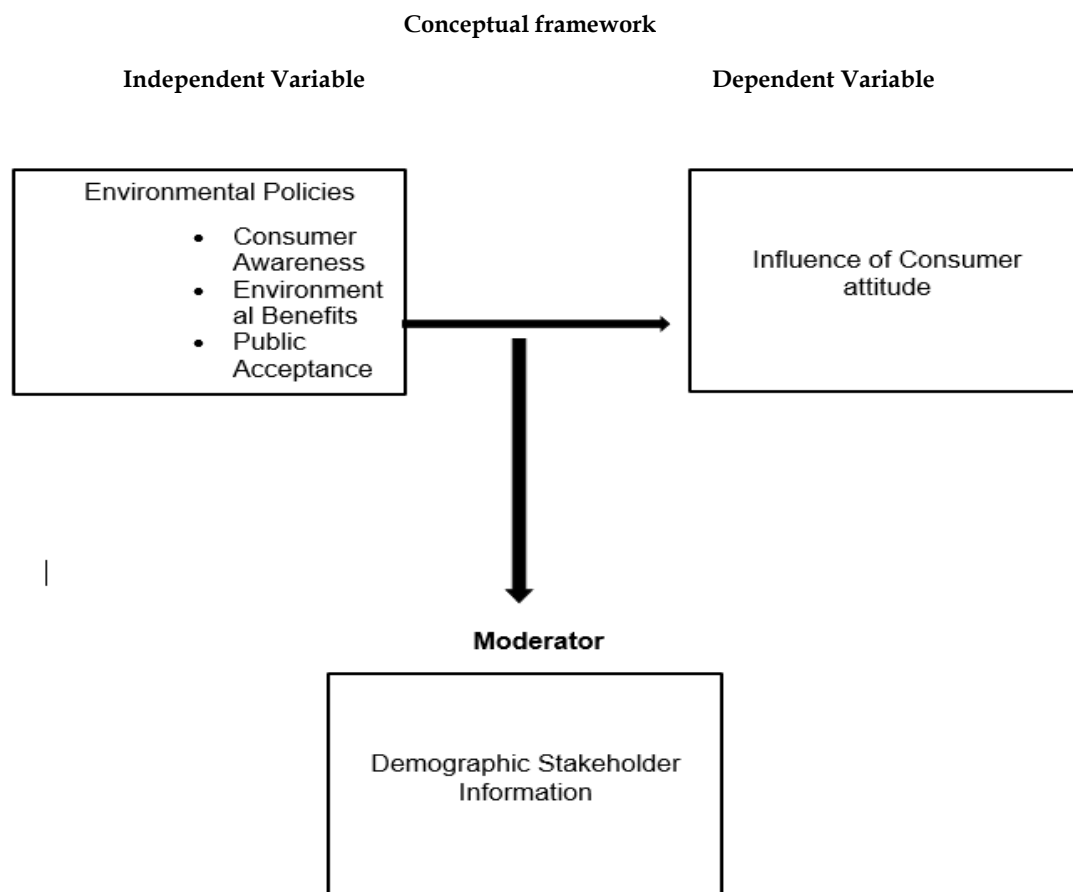 Conceptual framework
Independent Variable
Dependent Variable
Environmental Policies
• Consumer
Awareness
• Environment
al Benefits
• Public
Acceptance
Influence of Consumer
attitude
Moderator
Demographic Stakeholder
Information